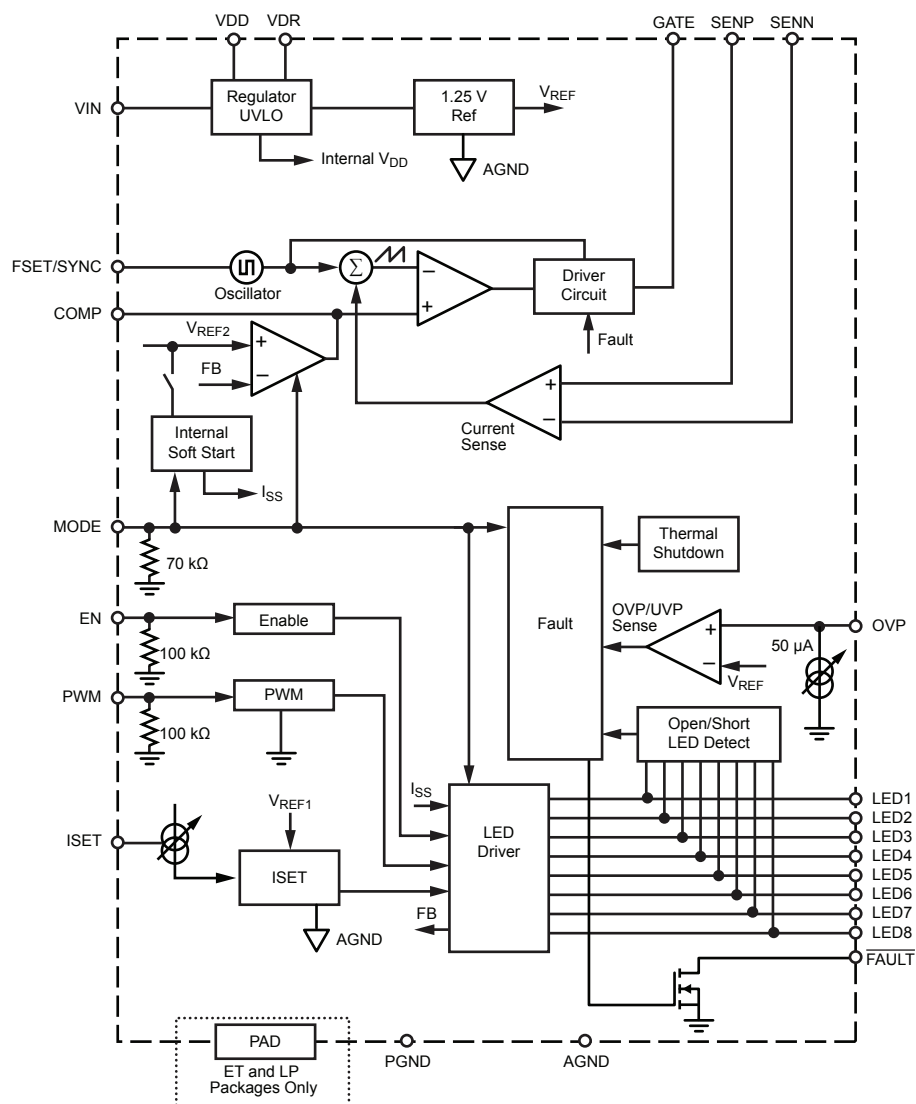 VDD
VDR
GATE
SENP
SENN
VIN
Regulator
UVLO
1.25 V
Ref
VREF
Internal VDD
AGND
FSET/SYNC
Oscillator
Σ
−
+
Driver
Circuit
COMP
VREF2
+
Fault
FB
−
+
−
Current
Sense
Internal
Soft Start
ISS
MODE
70 kΩ
Fault
Thermal
Shutdown
EN
Enable
100 kΩ
OVP/UVP
Sense
+
−
VREF
50 µA
OVP
PWM
PWM
100 kΩ
Open/Short
LED Detect
ISS
LED
Driver
VREF1
ISET
ISET
AGND
FB
LED1
LED2
LED3
LED4
LED5
LED6
LED7
LED8
FAULT
PAD
ET and LP
Packages Only
PGND
AGND